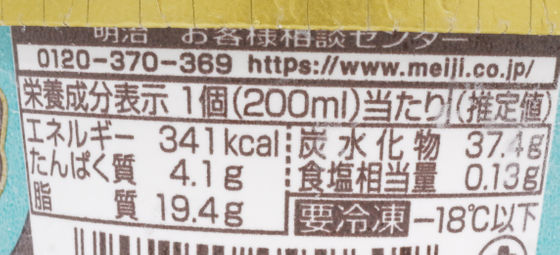 明治 お客様相談センター
0120-370-369 https://www.meiji.co.jp/
栄養成分表示 1個(200ml)当たり(推定値)
エネルギー 341kcal
たんぱく質 4.1g
脂質 19.4g
炭水化物 37.4g
食塩相当量 0.13g
要冷凍 -18℃以下